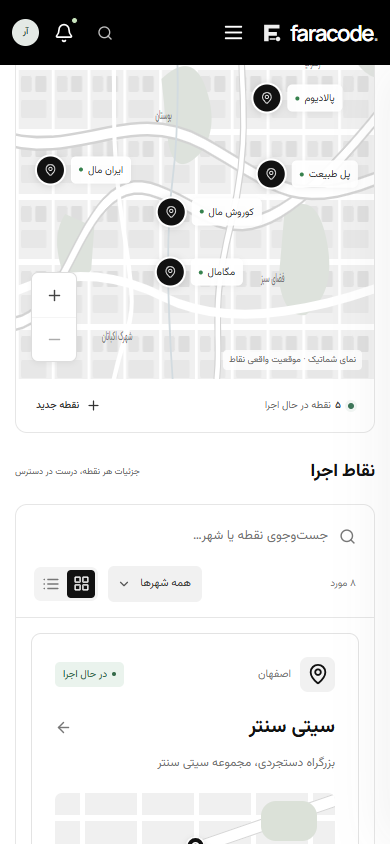 آر
faracode.
پالادیوم
بوستان
ایران مال
پل طبیعت
کوروش مال
مگامال
فضای سبز
شهرک اکباتان
نمای شماتیک · موقعیت واقعی نقاط
۵ نقطه در حال اجرا
نقطه جدید
نقاط اجرا
جزئیات هر نقطه، درست در دسترس
جست‌وجوی نقطه یا شهر...
۸ مورد
همه شهرها
اصفهان
در حال اجرا
سیتی سنتر
بزرگراه دستجردی، مجموعه سیتی سنتر